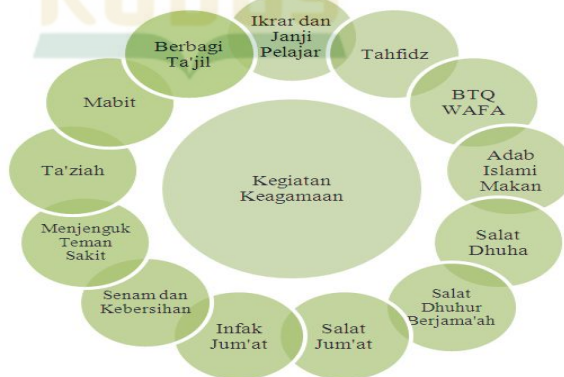 Ikrar dan
Janji
Pelajar
Tahfidz
BTQ
WAFA
Adab
Islami
Makan
Salat
Dhuha
Salat
Dhuhur
Berjama'ah
Salat
Jum'at
Infak
Jum'at
Senam dan
Kebersihan
Menjenguk
Teman
Sakit
Ta'ziah
Mabit
Berbagi
Ta'jil
Kegiatan
Keagamaan